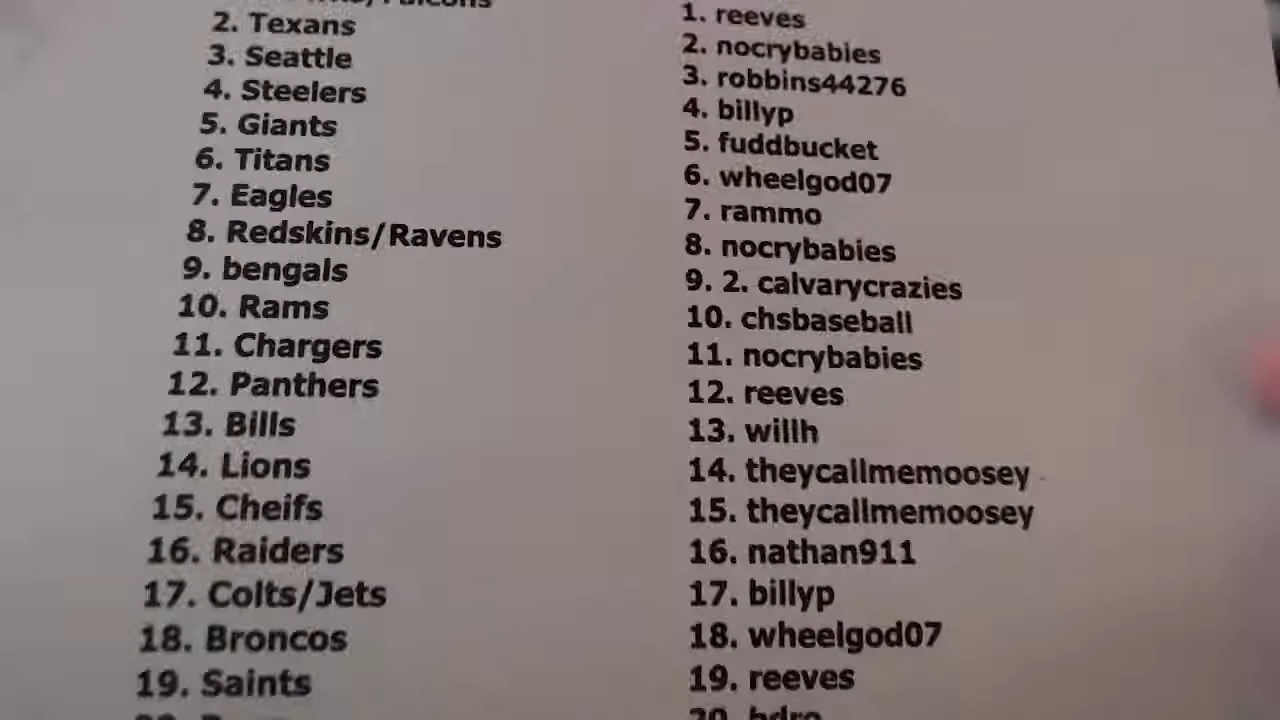 Falcons
2. Texans
3. Seattle
4. Steelers
5. Giants
6. Titans
7. Eagles
8. Redskins/Ravens
9. bengals
10. Rams
11. Chargers
12. Panthers
13. Bills
14. Lions
15. Cheifs
16. Raiders
17. Colts/Jets
18. Broncos
19. Saints
1. reeves
2. nocrybabies
3. robbins44276
4. billyp
5. fuddbucket
6. wheelgod07
7. rammo
8. nocrybabies
9. 2. calvarycrazies
10. chsbaseball
11. nocrybabies
12. reeves
13. willh
14. theycallmemoosey
15. theycallmemoosey
16. nathan911
17. billyp
18. wheelgod07
19. reeves
20. bdro